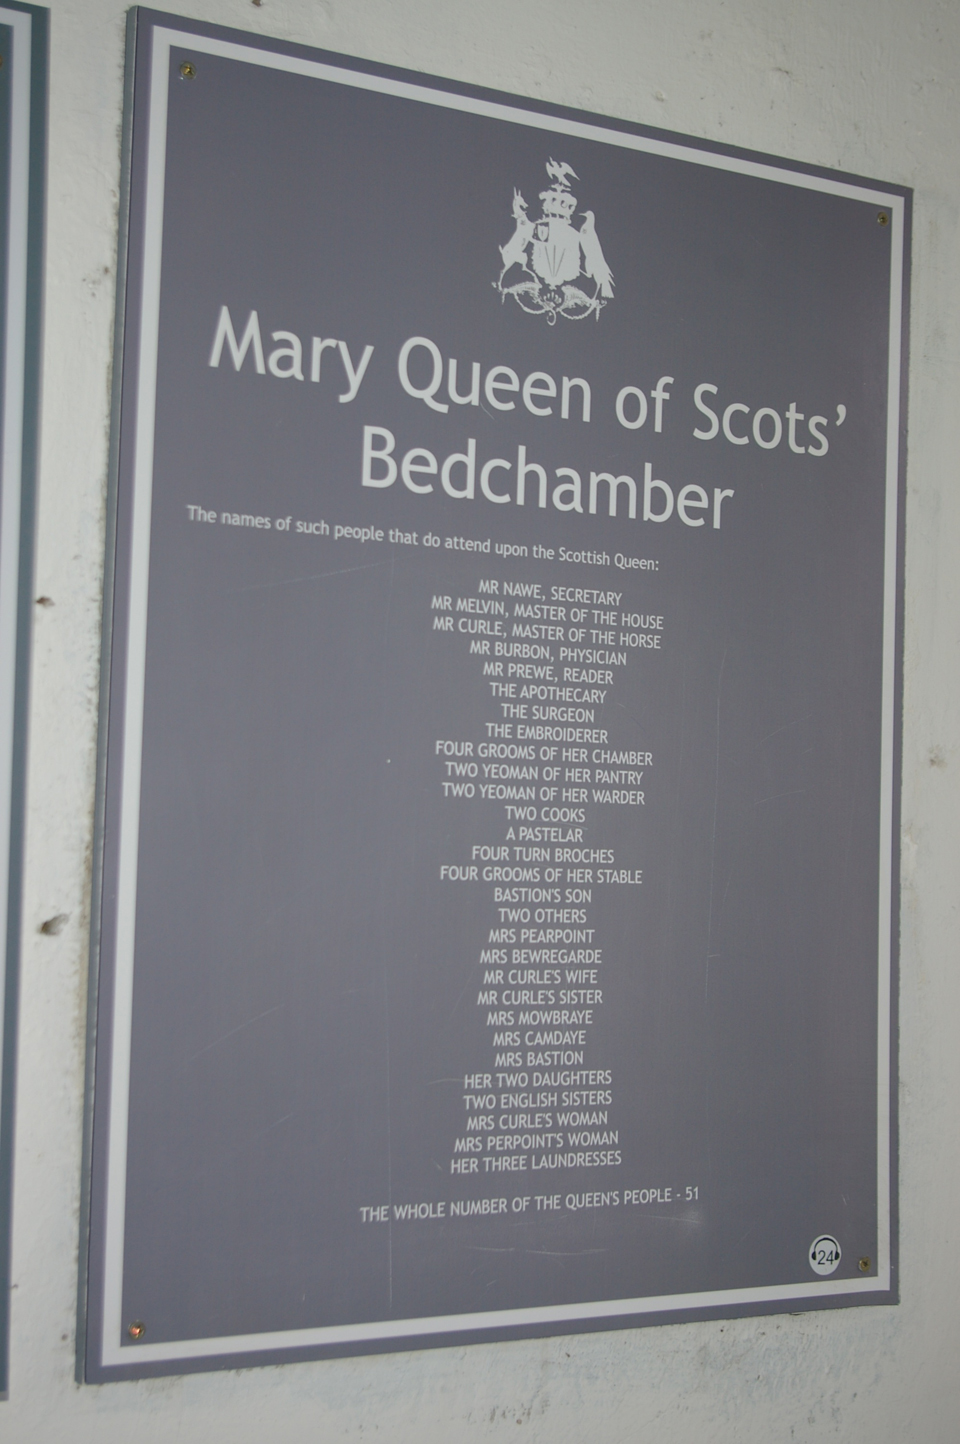 Mary Queen of Scots'
Bedchamber
The names of such people that do attend upon the Scottish Queen:
MR NAWE, SECRETARY
MR MELVIN, MASTER OF THE HOUSE
MR CURLE, MASTER OF THE HORSE
MR BURBON, PHYSICIAN
MR PREWE, READER
THE APOTHECARY
THE SURGEON
THE EMBROIDERER
FOUR GROOMS OF HER CHAMBER
TWO YEOMAN OF HER PANTRY
TWO YEOMAN OF HER WARDER
TWO COOKS
A PASTELAR
FOUR TURN BROCHES
FOUR GROOMS OF HER STABLE
BASTION'S SON
TWO OTHERS
MRS PEARPOINT
MRS BEWREGARDE
MR CURLE'S WIFE
MR CURLE'S SISTER
MRS MOWBRAYE
MRS CAMDAYE
MRS BASTION
HER TWO DAUGHTERS
TWO ENGLISH SISTERS
MRS CURLE'S WOMAN
MRS PERPOINT'S WOMAN
HER THREE LAUNDRESSES
THE WHOLE NUMBER OF THE QUEEN'S PEOPLE - 51
24